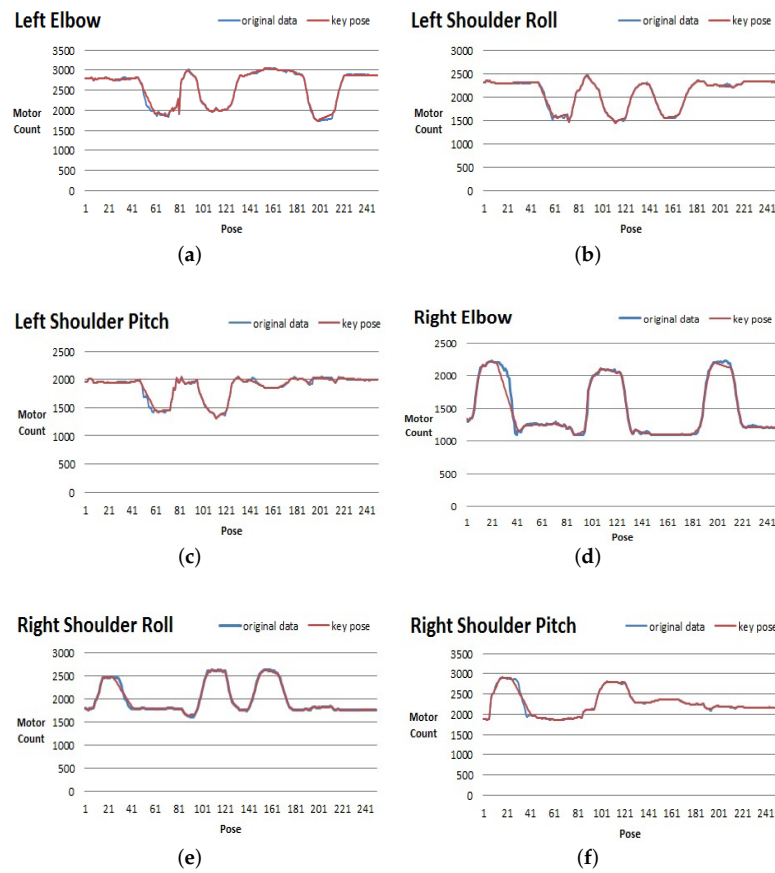 Left Elbow
original data
key pose
3500
3000
2500
Motor 2000
Count 1500
1000
500
0
1 21 41 61 81 101 121 141 161 181 201 221 241
Pose
(a)
Left Shoulder Roll
original data
key pose
3000
2500
Motor 2000
Count 1500
1000
500
0
1 21 41 61 81 101 121 141 161 181 201 221 241
Pose
(b)
Left Shoulder Pitch
original data
key pose
2500
2000
Motor 1500
Count
1000
500
0
1 21 41 61 81 101 121 141 161 181 201 221 241
Pose
(c)
Right Elbow
original data
key pose
2500
2000
1500
Motor
Count 1000
500
0
1 21 41 61 81 101 121 141 161 181 201 221 241
Pose
(d)
Right Shoulder Roll
original data
key pose
3000
2500
2000
Motor 1500
Count
1000
500
0
1 21 41 61 81 101 121 141 161 181 201 221 241
Pose
(e)
Right Shoulder Pitch
original data
key pose
3500
3000
2500
Motor 2000
Count 1500
1000
500
0
1 21 41 61 81 101 121 141 161 181 201 221 241
Pose
(f)